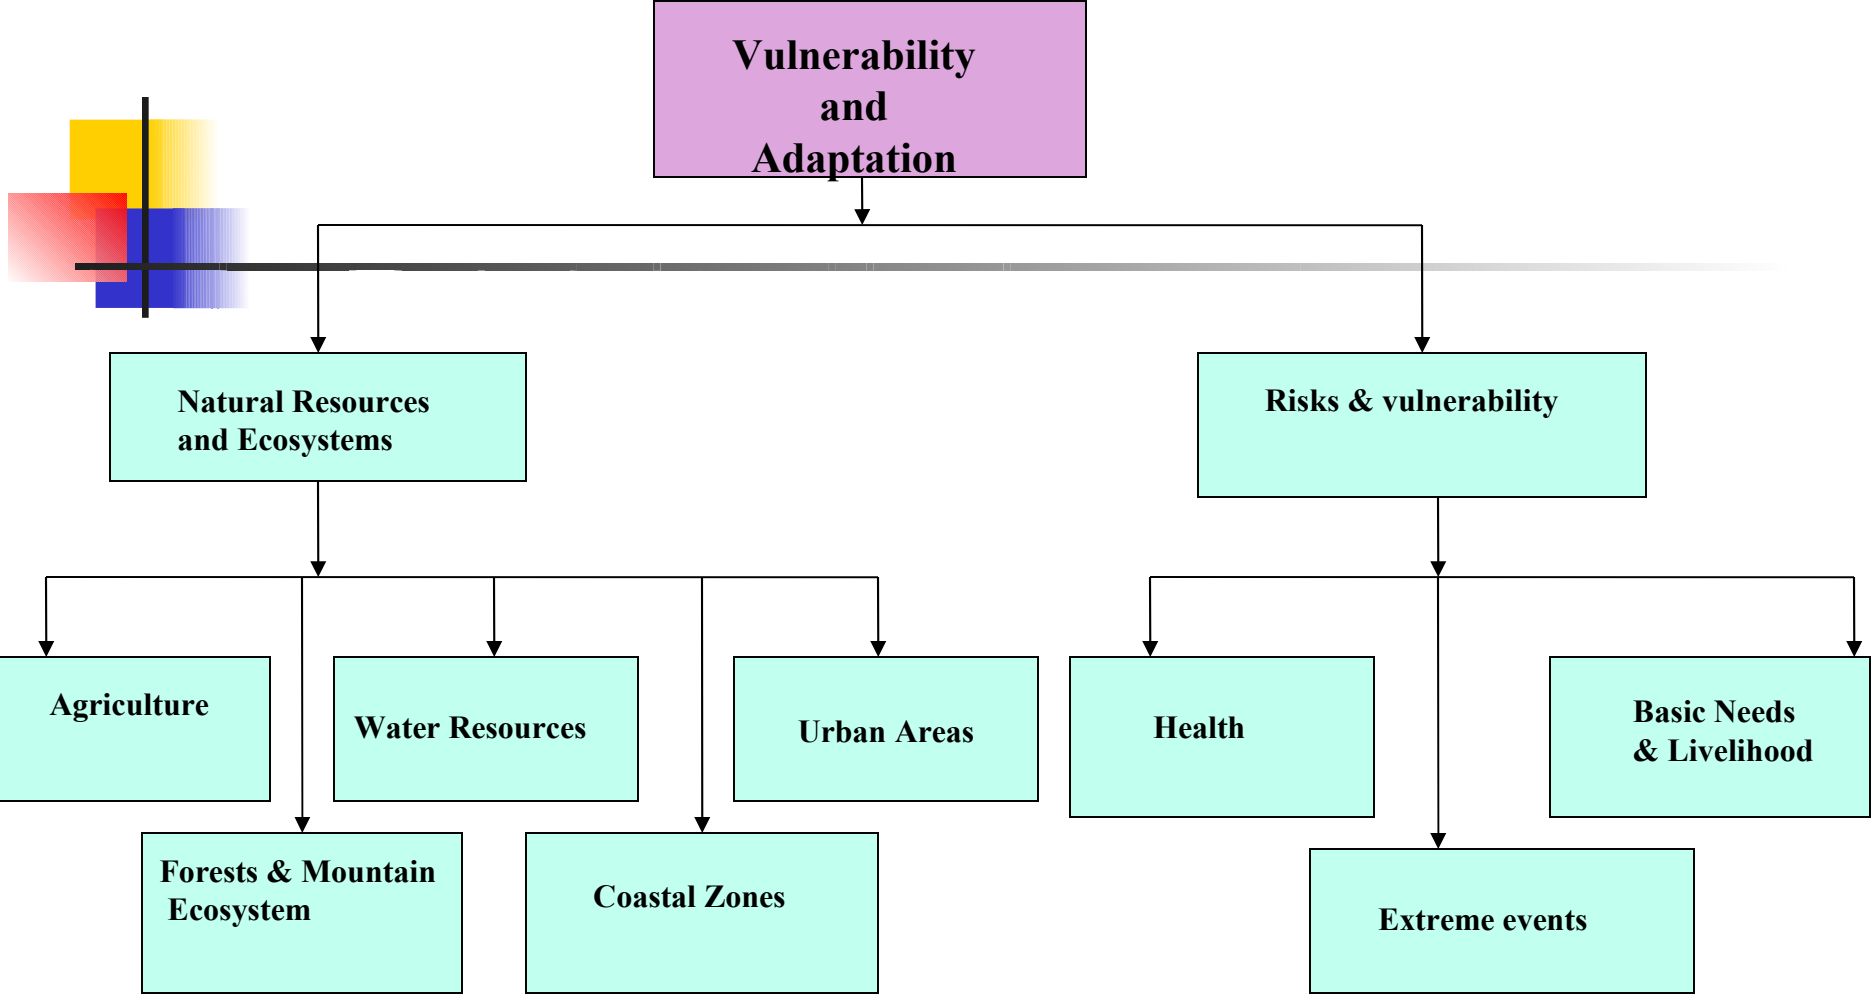 Vulnerability
and
Adaptation
Natural Resources
and Ecosystems
Risks & vulnerability
Agriculture
Water Resources
Urban Areas
Health
Basic Needs
& Livelihood
Forests & Mountain
Ecosystem
Coastal Zones
Extreme events